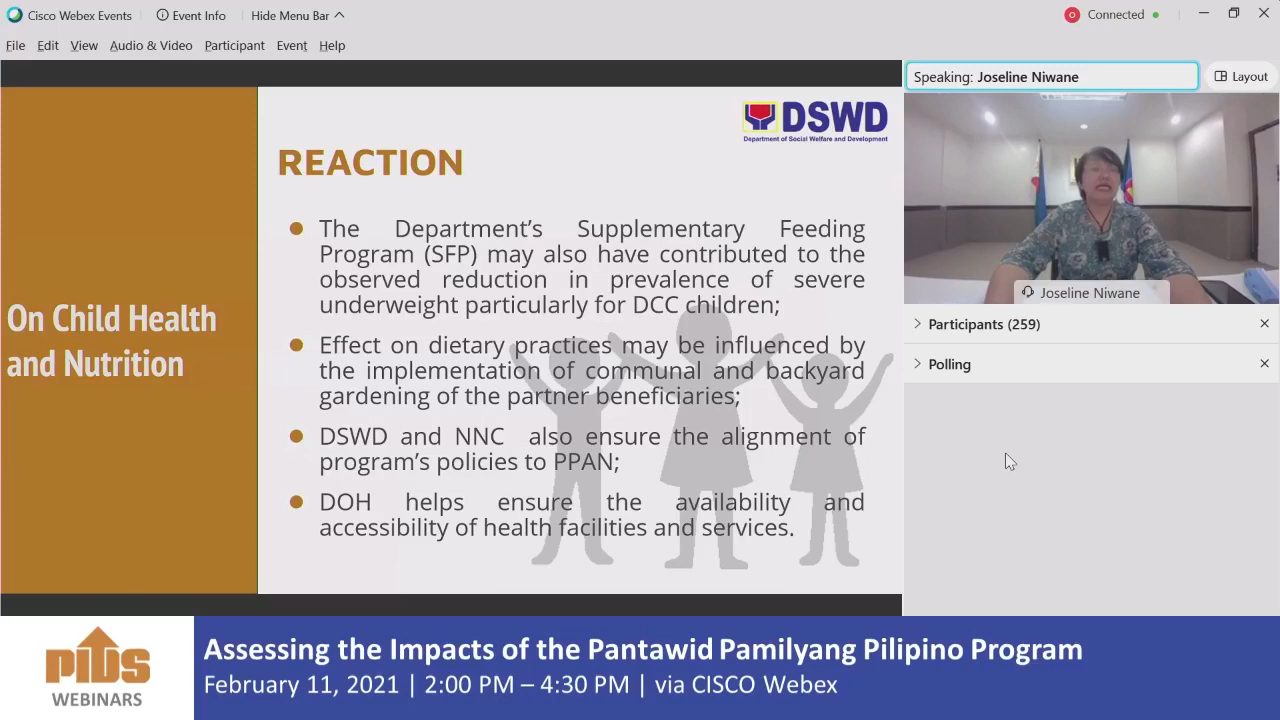 Cisco Webex Events
Event Info
Hide Menu Bar
Connected
File Edit View Audio & Video Participant Event Help
Speaking: Joseline Niwane
Layout
DSWD
Department of Social Welfare and Development
REACTION
On Child Health
and Nutrition
The Department's Supplementary Feeding
Program (SFP) may also have contributed to the
observed reduction in prevalence of severe
underweight particularly for DCC children;
Effect on dietary practices may be influenced by
the implementation of communal and backyard
gardening of the partner beneficiaries;
DSWD and NNC also ensure the alignment of
program's policies to PPAN;
DOH helps ensure the availability and
accessibility of health facilities and services.
Joseline Niwane
Participants (259)
Polling
PIDS
WEBINARS
Assessing the Impacts of the Pantawid Pamilyang Pilipino Program
February 11, 2021 | 2:00 PM – 4:30 PM | via CISCO Webex